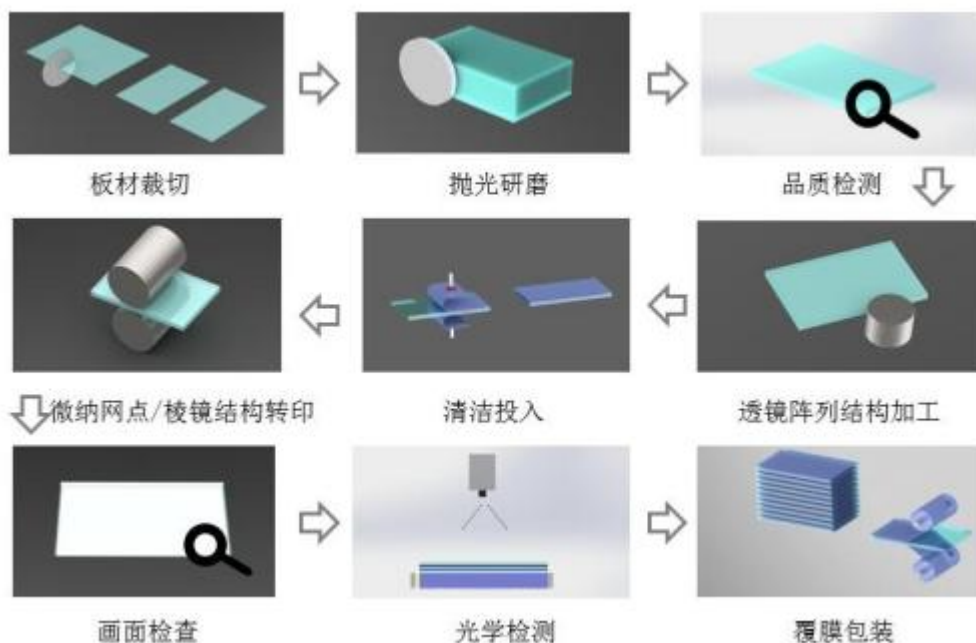 板材裁切
抛光研磨
品质检测
透镜阵列结构加工
清洁投入
微纳网点/棱镜结构转印
画面检查
光学检测
覆膜包装